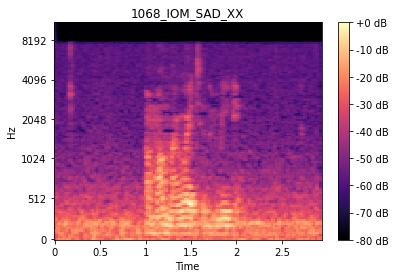 1068_IOM_SAD_XX
8192
4096
2048
1024
512
0
Hz
0
0.5
1
1.5
2
2.5
Time
+0 dB
-10 dB
-20 dB
-30 dB
-40 dB
-50 dB
-60 dB
-70 dB
-80 dB